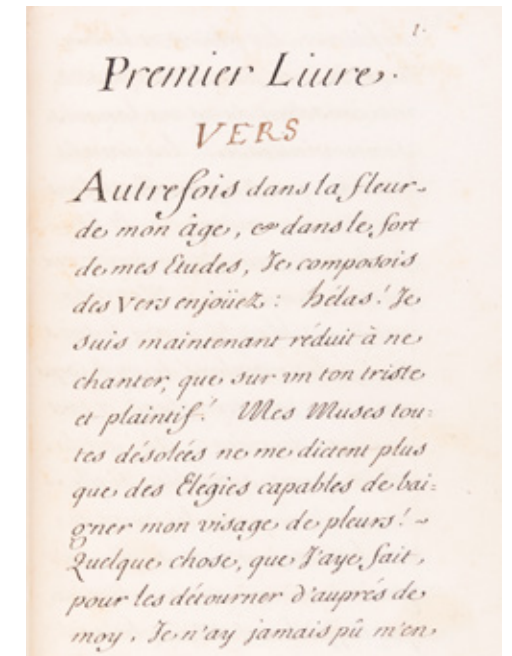 1.
Premier Liure.
VERS
Autrefois dans la fleur
de mon âge, & dans le fort
de mes Etudes, Je composois
des Vers enjoüez : hélas! Je
suis maintenant réduit à ne
chanter, que sur un ton triste
et plaintif! Mes Muses tou=
tes désolées ne me dictent plus
que des Elégies capables de bai=
gner mon visage de pleurs! ~
Quelque chose, que J'aye fait,
pour les détourner d'auprés de
moy, Je n'ay jamais pû m'en